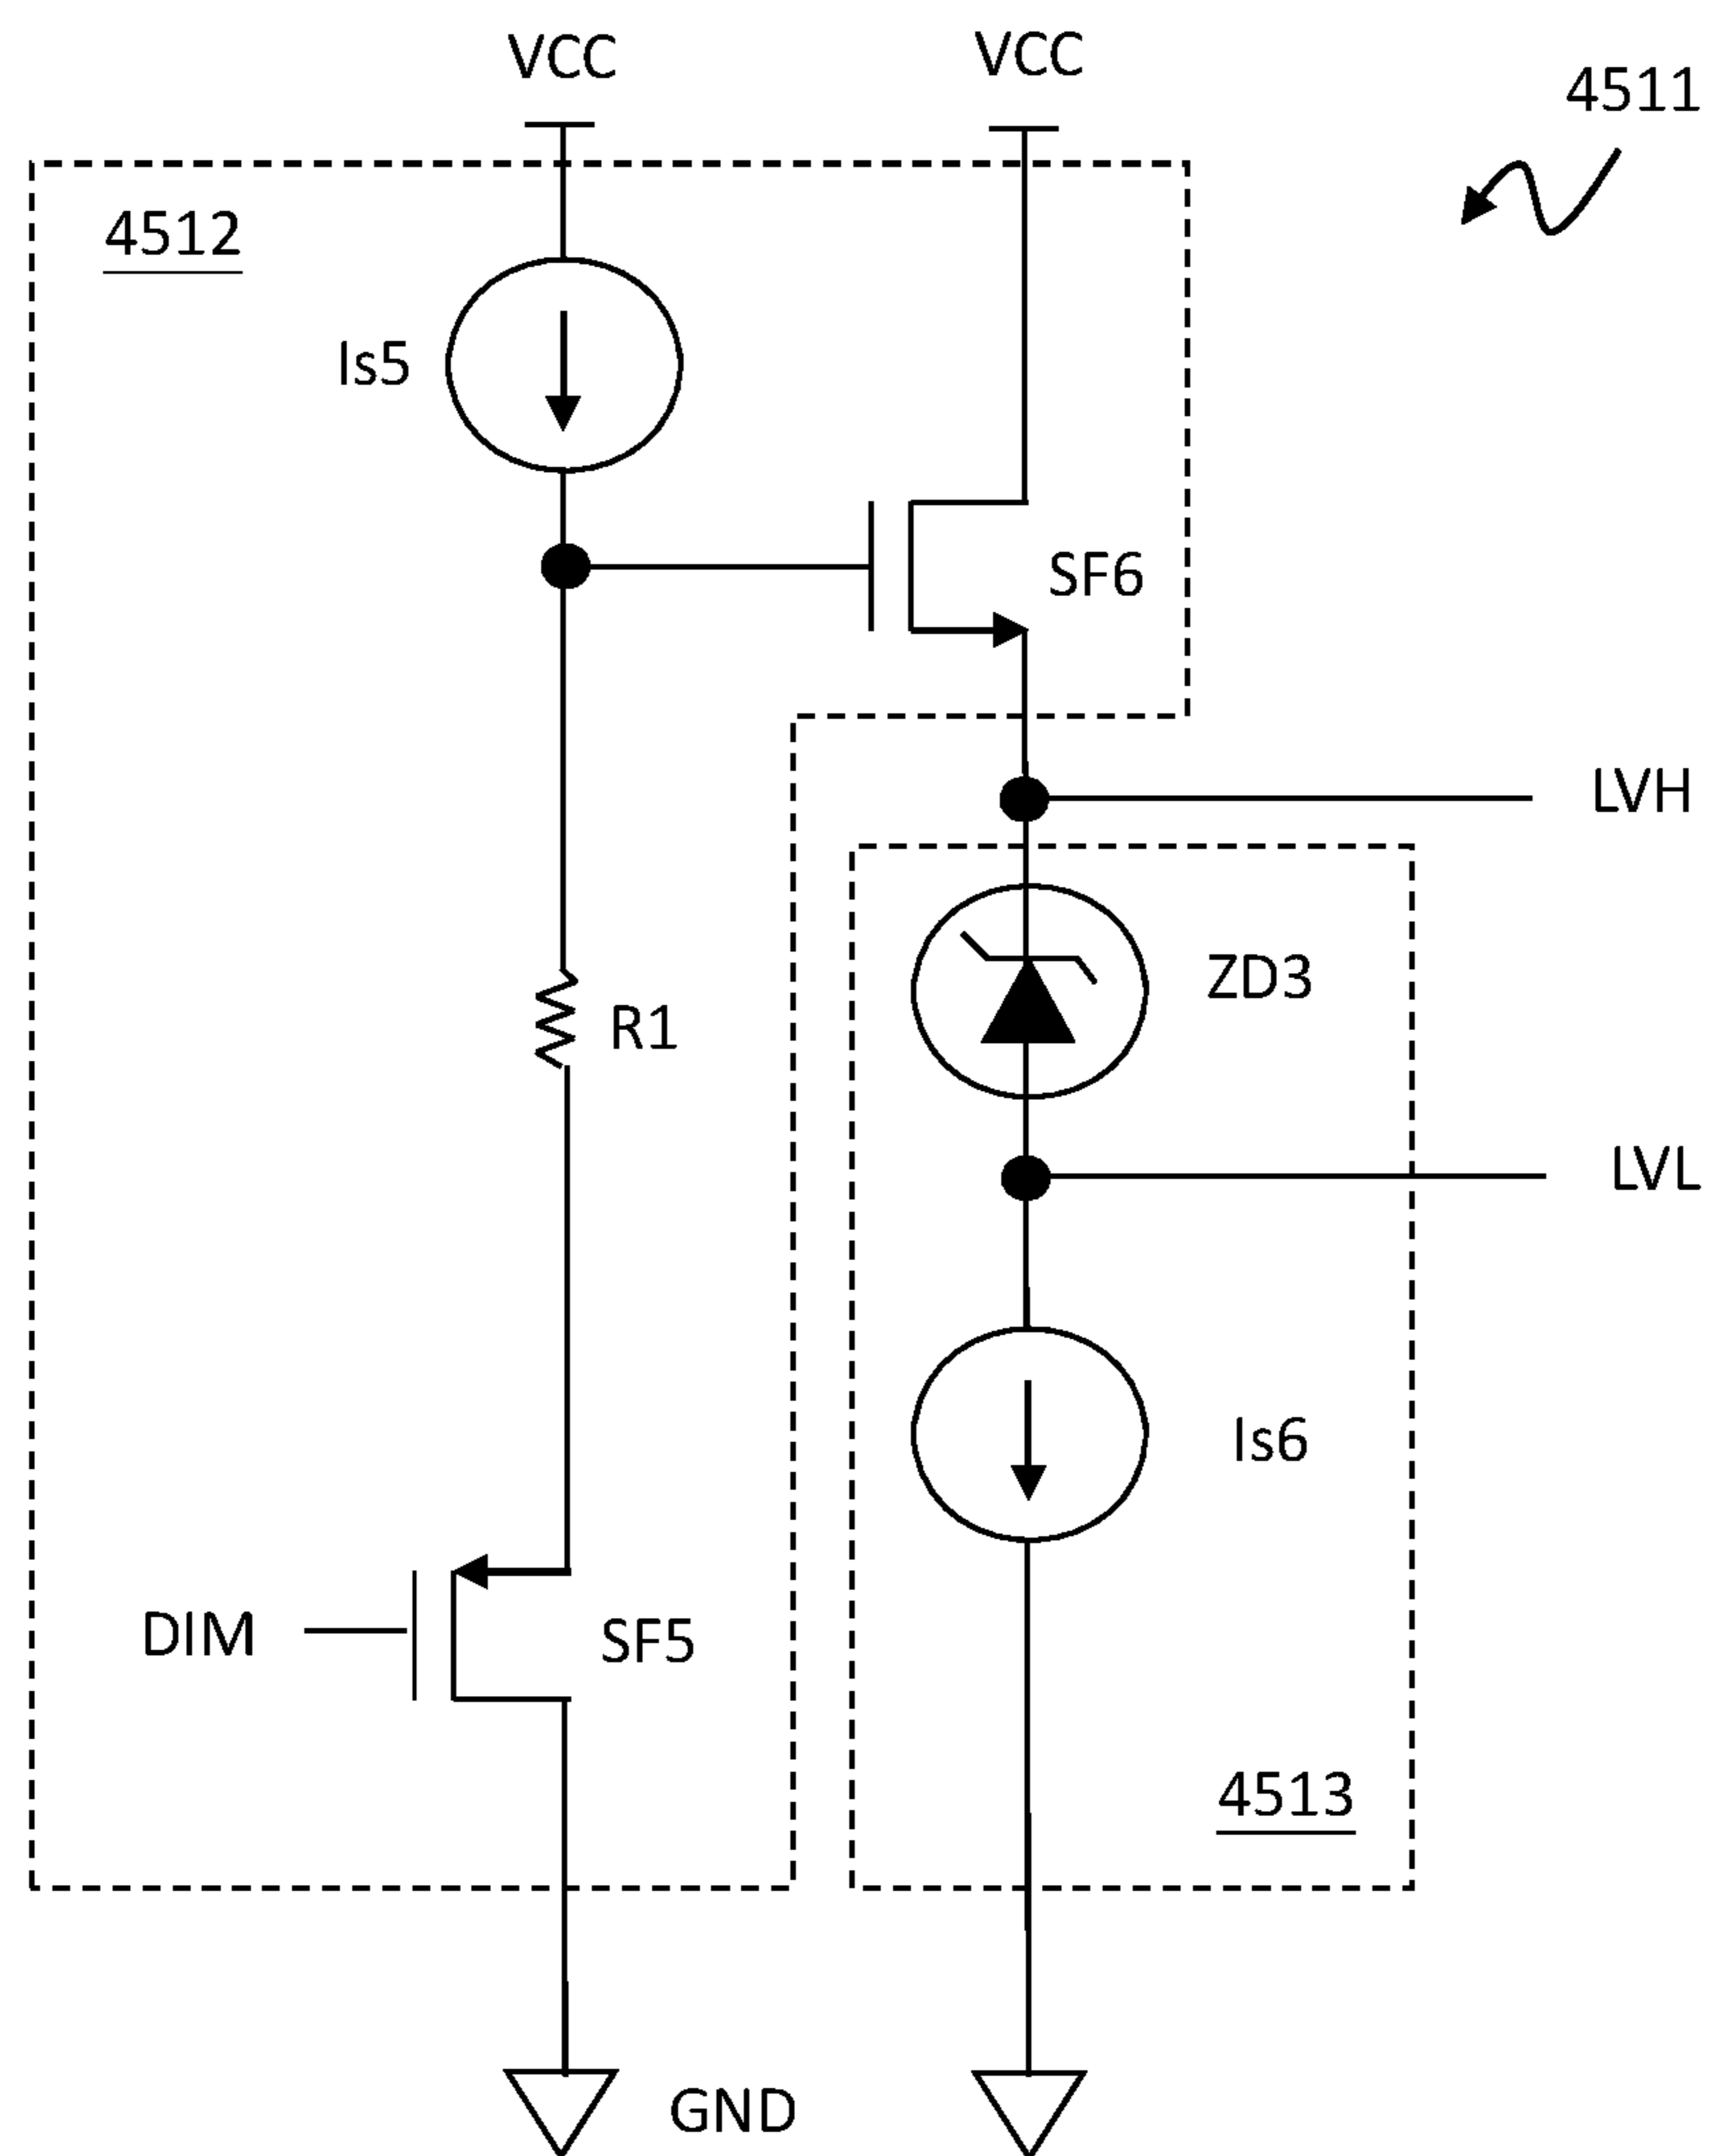 VCC
VCC
4511
4512
Is5
SF6
LVH
ZD3
R1
LVL
Is6
DIM
SF5
4513
GND